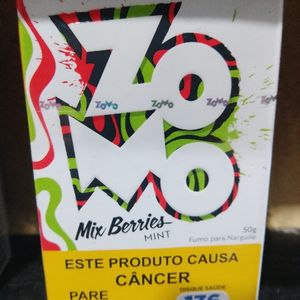 ZOMO
ZOMO ZOMO ZOMO ZOMO
Mix Berries
MINT
50g
Fumo para Narguile
ESTE PRODUTO CAUSA
CÂNCER
PARE
DISQUE SAÚDE
136